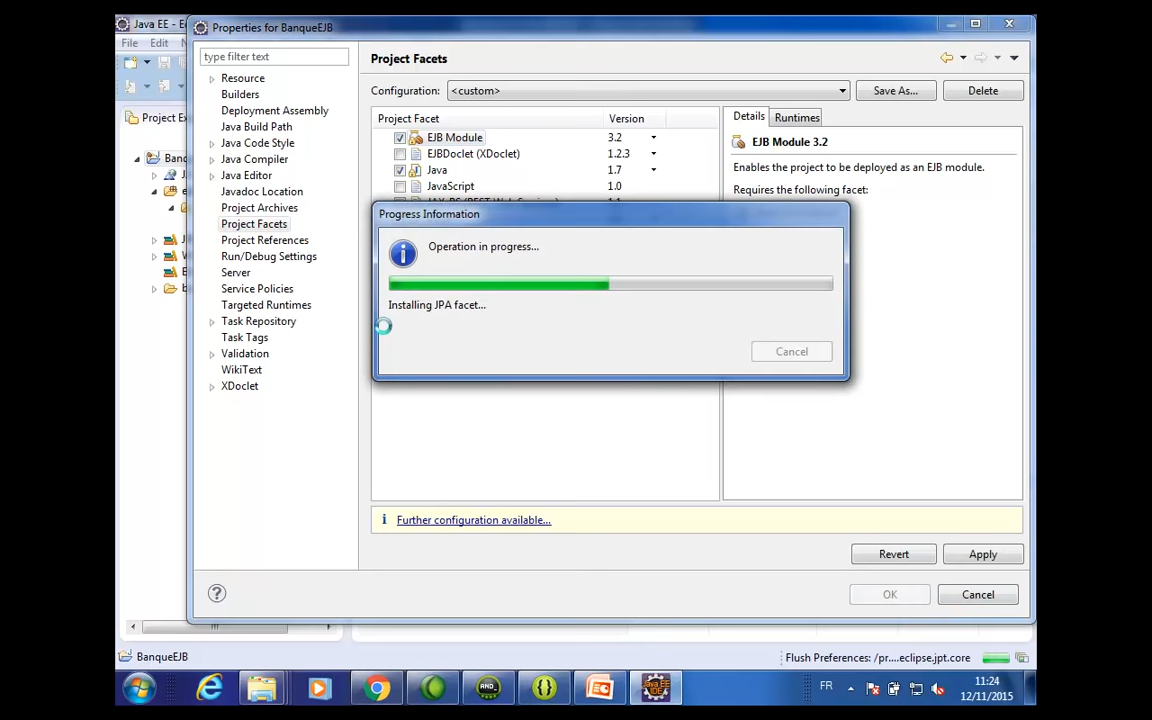 Java EE - E
Properties for BanqueEJB
File Edit N
type filter text
Project Facets
Configuration: <custom> Save As... Delete
Resource
Builders
Deployment Assembly
Java Build Path
Java Code Style
Java Compiler
Java Editor
Javadoc Location
Project Archives
Project Facets
Project References
Run/Debug Settings
Server
Service Policies
Targeted Runtimes
Task Repository
Task Tags
Validation
WikiText
XDoclet
Project Ex
Banq
Project Facet Version
EJB Module 3.2
EJBDoclet (XDoclet) 1.2.3
Java 1.7
JavaScript 1.0
Details Runtimes
EJB Module 3.2
Enables the project to be deployed as an EJB module.
Requires the following facet:
Progress Information
Operation in progress...
Installing JPA facet...
Cancel
Further configuration available...
Revert Apply
OK Cancel
BanqueEJB
Flush Preferences: /pr....eclipse.jpt.core
FR
11:24
12/11/2015